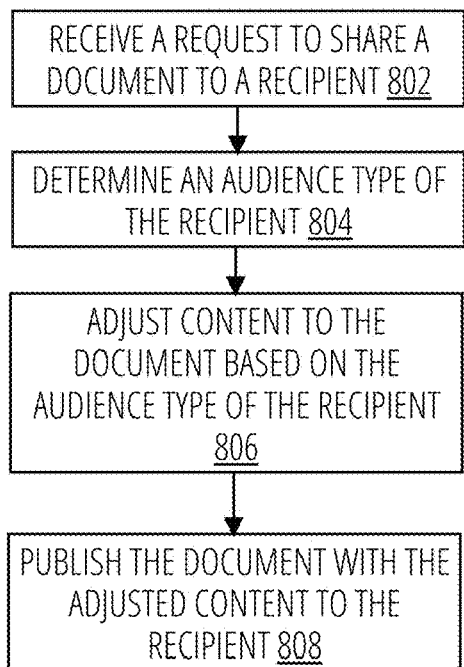 RECEIVE A REQUEST TO SHARE A
DOCUMENT TO A RECIPIENT 802
DETERMINE AN AUDIENCE TYPE OF
THE RECIPIENT 804
ADJUST CONTENT TO THE
DOCUMENT BASED ON THE
AUDIENCE TYPE OF THE RECIPIENT
806
PUBLISH THE DOCUMENT WITH THE
ADJUSTED CONTENT TO THE
RECIPIENT 808